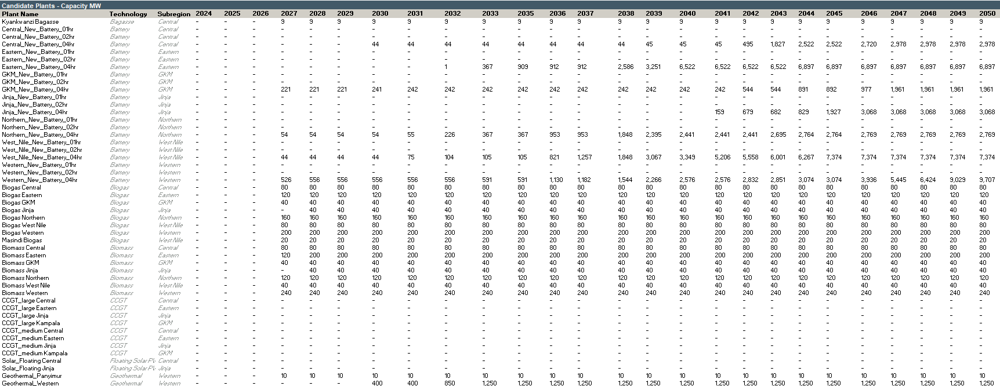 Candidate Plants - Capacity MW
Plant Name Technology Subregion 2024 2025 2026 2027 2028 2029 2030 2031 2032 2033 2035 2036 2037 2038 2039 2040 2041 2042 2043 2044 2045 2046 2047 2048 2049 2050
Kyankwanzi Bagasse Bagasse Central - - - 9 9 9 9 9 9 9 9 9 9 9 9 9 9 9 9 9 9 9 9 9 9 9
Central_New_Battery_01hr Battery Central - - - - - - - - - - - - - - - - - - - - - - - - - -
Central_New_Battery_02hr Battery Central - - - - - - - - - - - - - - - - - - - - - - - - - -
Central_New_Battery_04hr Battery Central - - - - - - 44 44 44 44 44 44 44 44 45 45 45 495 1,827 2,522 2,522 2,720 2,978 2,978 2,978 2,978
Eastern_New_Battery_01hr Battery Eastern - - - - - - - - - - - - - - - - - - - - - - - - - -
Eastern_New_Battery_02hr Battery Eastern - - - - - - - - - - - - - - - - - - - - - - - - - -
Eastern_New_Battery_04hr Battery Eastern - - - - - - - - 1 367 909 912 912 2,586 3,251 6,522 6,522 6,522 6,522 6,897 6,897 6,897 6,897 6,897 6,897 6,897
GKM_New_Battery_01hr Battery GKM - - - - - - - - - - - - - - - - - - - - - - - - - -
GKM_New_Battery_02hr Battery GKM - - - - - - - - - - - - - - - - - - - - - - - - - -
GKM_New_Battery_04hr Battery GKM - - - 221 221 221 241 242 242 242 242 242 242 242 242 242 242 544 544 891 892 977 1,961 1,961 1,961 1,961
Jinja_New_Battery_01hr Battery Jinja - - - - - - - - - - - - - - - - - - - - - - - - - -
Jinja_New_Battery_02hr Battery Jinja - - - - - - - - - - - - - - - - - - - - - - - - - -
Jinja_New_Battery_04hr Battery Jinja - - - - - - - - - - - - - - - - 159 679 682 829 1,927 3,068 3,068 3,068 3,068 3,068
Northern_New_Battery_01hr Battery Northern - - - - - - - - - - - - - - - - - - - - - - - - - -
Northern_New_Battery_02hr Battery Northern - - - - - - - - - - - - - - - - - - - - - - - - - -
Northern_New_Battery_04hr Battery Northern - - - 54 54 54 54 55 226 367 367 953 953 1,848 2,395 2,441 2,441 2,441 2,695 2,764 2,764 2,769 2,769 2,769 2,769 2,769
West_Nile_New_Battery_01hr Battery West Nile - - - - - - - - - - - - - - - - - - - - - - - - - -
West_Nile_New_Battery_02hr Battery West Nile - - - - - - - - - - - - - - - - - - - - - - - - - -
West_Nile_New_Battery_04hr Battery West Nile - - - 44 44 44 44 75 104 105 105 821 1,257 1,848 3,067 3,349 5,206 5,558 6,001 6,267 7,374 7,374 7,374 7,374 7,374 7,374
Western_New_Battery_01hr Battery Western - - - - - - - - - - - - - - - - - - - - - - - - - -
Western_New_Battery_02hr Battery Western - - - - - - - - - - - - - - - - - - - - - - - - - -
Western_New_Battery_04hr Battery Western - - - 526 556 556 556 556 556 591 591 1,130 1,182 1,544 2,266 2,576 2,576 2,832 2,851 3,074 3,074 3,936 5,445 6,424 9,029 9,707
Biogas Central Biogas Central - - - 80 80 80 80 80 80 80 80 80 80 80 80 80 80 80 80 80 80 80 80 80 80 80
Biogas Eastern Biogas Eastern - - - 120 120 120 120 120 120 120 120 120 120 120 120 120 120 120 120 120 120 120 120 120 120 120
Biogas GKM Biogas GKM - - - 40 40 40 40 40 40 40 40 40 40 40 40 40 40 40 40 40 40 40 40 40 40 40
Biogas Jinja Biogas Jinja - - - - 40 40 40 40 40 40 40 40 40 40 40 40 40 40 40 40 40 40 40 40 40 40
Biogas Northern Biogas Northern - - - 160 160 160 160 160 160 160 160 160 160 160 160 160 160 160 160 160 160 160 160 160 160 160
Biogas West Nile Biogas West Nile - - - 80 80 80 80 80 80 80 80 80 80 80 80 80 80 80 80 80 80 80 80 80 80 80
Biogas Western Biogas Western - - - 200 200 200 200 200 200 200 200 200 200 200 200 200 200 200 200 200 200 200 200 200 200 200
Masindi Biogas Biogas West Nile - - - 20 20 20 20 20 20 20 20 20 20 20 20 20 20 20 20 20 20 20 20 20 20 20
Biomass Central Biomass Central - - - 80 80 80 80 80 80 80 80 80 80 80 80 80 80 80 80 80 80 80 80 80 80 80
Biomass Eastern Biomass Eastern - - - 120 200 200 200 200 200 200 200 200 200 200 200 200 200 200 200 200 200 200 200 200 200 200
Biomass GKM Biomass GKM - - - 40 40 40 40 40 40 40 40 40 40 40 40 40 40 40 40 40 40 40 40 40 40 40
Biomass Jinja Biomass Jinja - - - - 40 40 40 40 40 40 40 40 40 40 40 40 40 40 40 40 40 40 40 40 40 40
Biomass Northern Biomass Northern - - - 120 120 120 120 120 120 120 120 120 120 120 120 120 120 120 120 120 120 120 120 120 120 120
Biomass West Nile Biomass West Nile - - - 40 40 40 40 40 40 40 40 40 40 40 40 40 40 40 40 40 40 40 40 40 40 40
Biomass Western Biomass Western - - - 240 240 240 240 240 240 240 240 240 240 240 240 240 240 240 240 240 240 240 240 240 240 240
CCGT_large Central CCGT Central - - - - - - - - - - - - - - - - - - - - - - - - - -
CCGT_large Eastern CCGT Eastern - - - - - - - - - - - - - - - - - - - - - - - - - -
CCGT_large Jinja CCGT Jinja - - - - - - - - - - - - - - - - - - - - - - - - - -
CCGT_large Kampala CCGT GKM - - - - - - - - - - - - - - - - - - - - - - - - - -
CCGT_medium Central CCGT Central - - - - - - - - - - - - - - - - - - - - - - - - - -
CCGT_medium Eastern CCGT Eastern - - - - - - - - - - - - - - - - - - - - - - - - - -
CCGT_medium Jinja CCGT Jinja - - - - - - - - - - - - - - - - - - - - - - - - - -
CCGT_medium Kampala CCGT GKM - - - - - - - - - - - - - - - - - - - - - - - - - -
Solar_Floating Central Floating Solar PV Central - - - - - - - - - - - - - - - - - - - - - - - - - -
Solar_Floating Jinja Floating Solar PV Jinja - - - - - - - - - - - - - - - - - - - - - - - - - -
Geothermal_Panyimur Geothermal Western - - - 10 10 10 10 10 10 10 10 10 10 10 10 10 10 10 10 10 10 10 10 10 10 10
Geothermal_Western Geothermal Western - - - - - - 400 400 850 1,250 1,250 1,250 1,250 1,250 1,250 1,250 1,250 1,250 1,250 1,250 1,250 1,250 1,250 1,250 1,250 1,250